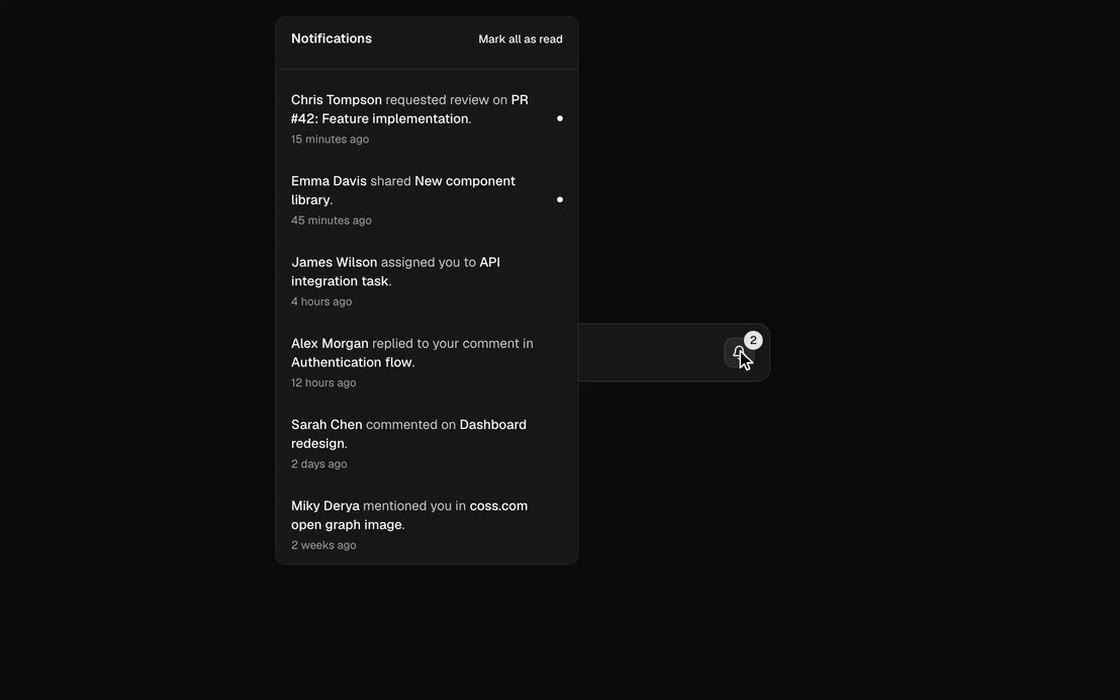 Notifications
Mark all as read
Chris Tompson requested review on PR
#42: Feature implementation.
15 minutes ago
Emma Davis shared New component
library.
45 minutes ago
James Wilson assigned you to API
integration task.
4 hours ago
Alex Morgan replied to your comment in
Authentication flow.
12 hours ago
Sarah Chen commented on Dashboard
redesign.
2 days ago
Miky Derya mentioned you in coss.com
open graph image.
2 weeks ago
2